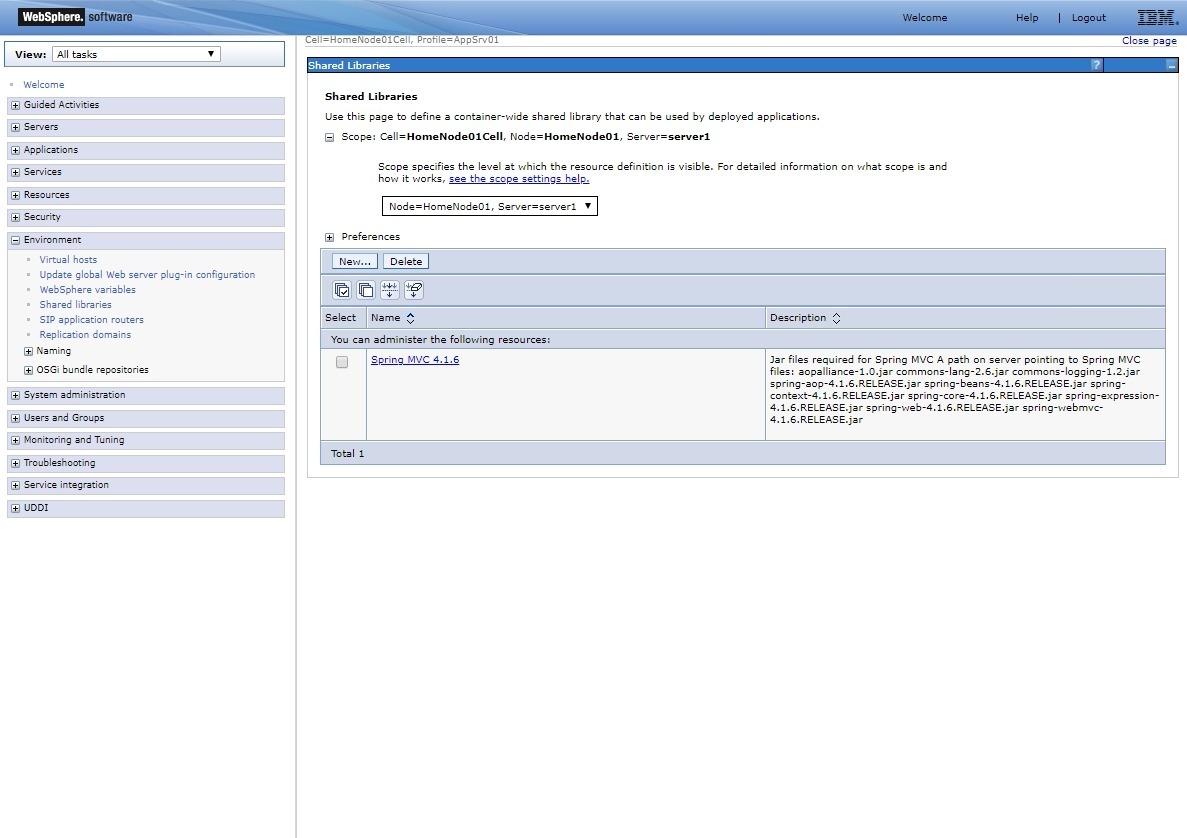 WebSphere. software
Welcome Help | Logout IBM.
View: All tasks
Cell=HomeNode01Cell, Profile=AppSrv01
Close page
Welcome
Guided Activities
Servers
Applications
Services
Resources
Security
Environment
Virtual hosts
Update global Web server plug-in configuration
WebSphere variables
Shared libraries
SIP application routers
Replication domains
Naming
OSGi bundle repositories
System administration
Users and Groups
Monitoring and Tuning
Troubleshooting
Service integration
UDDI
Shared Libraries ?
Shared Libraries
Use this page to define a container-wide shared library that can be used by deployed applications.
Scope: Cell=HomeNode01Cell, Node=HomeNode01, Server=server1
Scope specifies the level at which the resource definition is visible. For detailed information on what scope is and
how it works, see the scope settings help.
Node=HomeNode01, Server=server1
Preferences
New... Delete
Select Name Description
You can administer the following resources:
Spring MVC 4.1.6
Jar files required for Spring MVC A path on server pointing to Spring MVC
files: aopalliance-1.0.jar commons-lang-2.6.jar commons-logging-1.2.jar
spring-aop-4.1.6.RELEASE.jar spring-beans-4.1.6.RELEASE.jar spring-
context-4.1.6.RELEASE.jar spring-core-4.1.6.RELEASE.jar spring-expression-
4.1.6.RELEASE.jar spring-web-4.1.6.RELEASE.jar spring-webmvc-
4.1.6.RELEASE.jar
Total 1